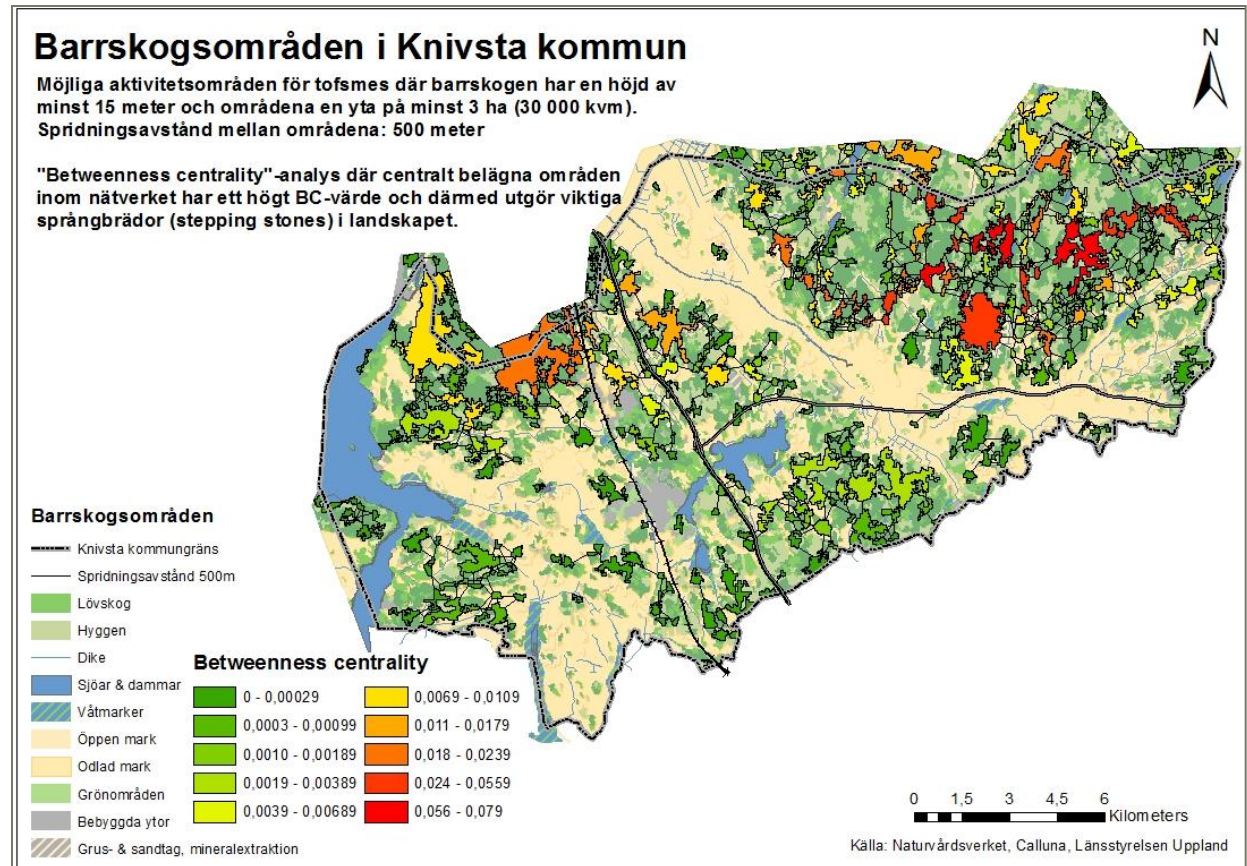 Barrskogsområden i Knivsta kommun
Möjliga aktivitetsområden för tofsmes där barrskogen har en höjd av
minst 15 meter och områdena en yta på minst 3 ha (30 000 kvm).
Spridningsavstånd mellan områdena: 500 meter
"Betweenness centrality"-analys där centralt belägna områden
inom nätverket har ett högt BC-värde och därmed utgör viktiga
språngbrädor (stepping stones) i landskapet.
N
Barrskogsområden
Knivsta kommungräns
Spridningsavstånd 500m
Lövskog
Hyggen
Dike
Sjöar & dammar
Våtmarker
Öppen mark
Odlad mark
Grönområden
Bebyggda ytor
Grus- & sandtag, mineralextraktion
Betweenness centrality
0 - 0,00029
0,0003 - 0,00099
0,0010 - 0,00189
0,0019 - 0,00389
0,0039 - 0,00689
0,0069 - 0,0109
0,011 - 0,0179
0,018 - 0,0239
0,024 - 0,0559
0,056 - 0,079
0 1,5 3 4,5 6
Kilometers
Källa: Naturvårdsverket, Calluna, Länsstyrelsen Uppland